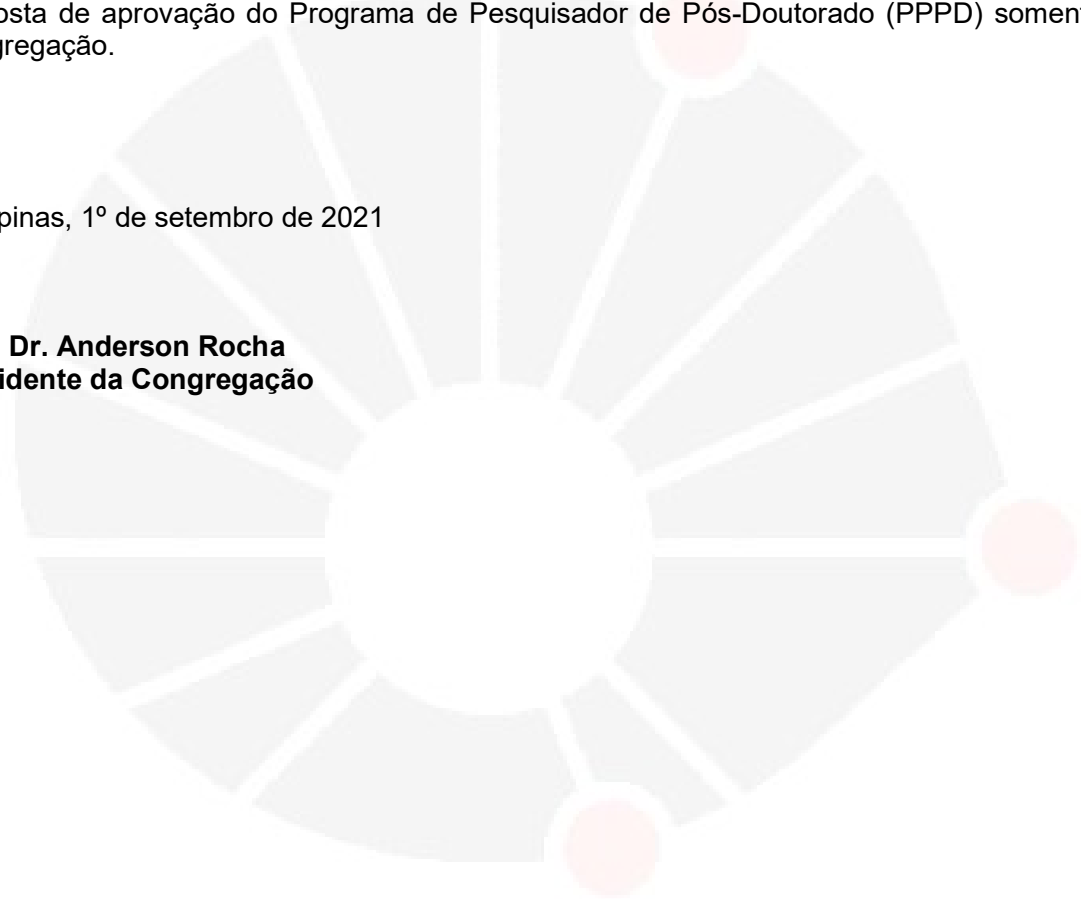 osta de aprovação do Programa de Pesquisador de Pós-Doutorado (PPPD) soment
gregação.
pinas, 1º de setembro de 2021
Dr. Anderson Rocha
idente da Congregação